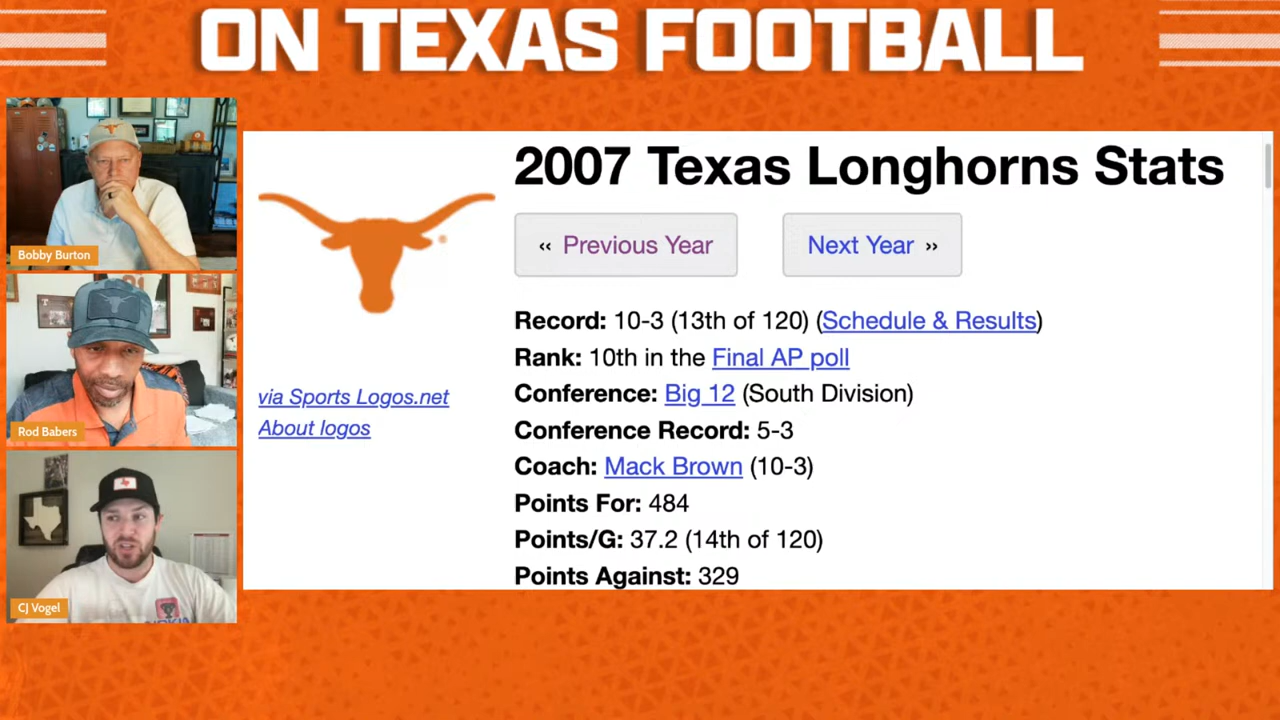 ON TEXAS FOOTBALL
Bobby Burton
Rod Babers
CJ Vogel
2007 Texas Longhorns Stats
‹‹ Previous Year
Next Year ››
via Sports Logos.net
About logos
Record: 10-3 (13th of 120) (Schedule & Results)
Rank: 10th in the Final AP poll
Conference: Big 12 (South Division)
Conference Record: 5-3
Coach: Mack Brown (10-3)
Points For: 484
Points/G: 37.2 (14th of 120)
Points Against: 329